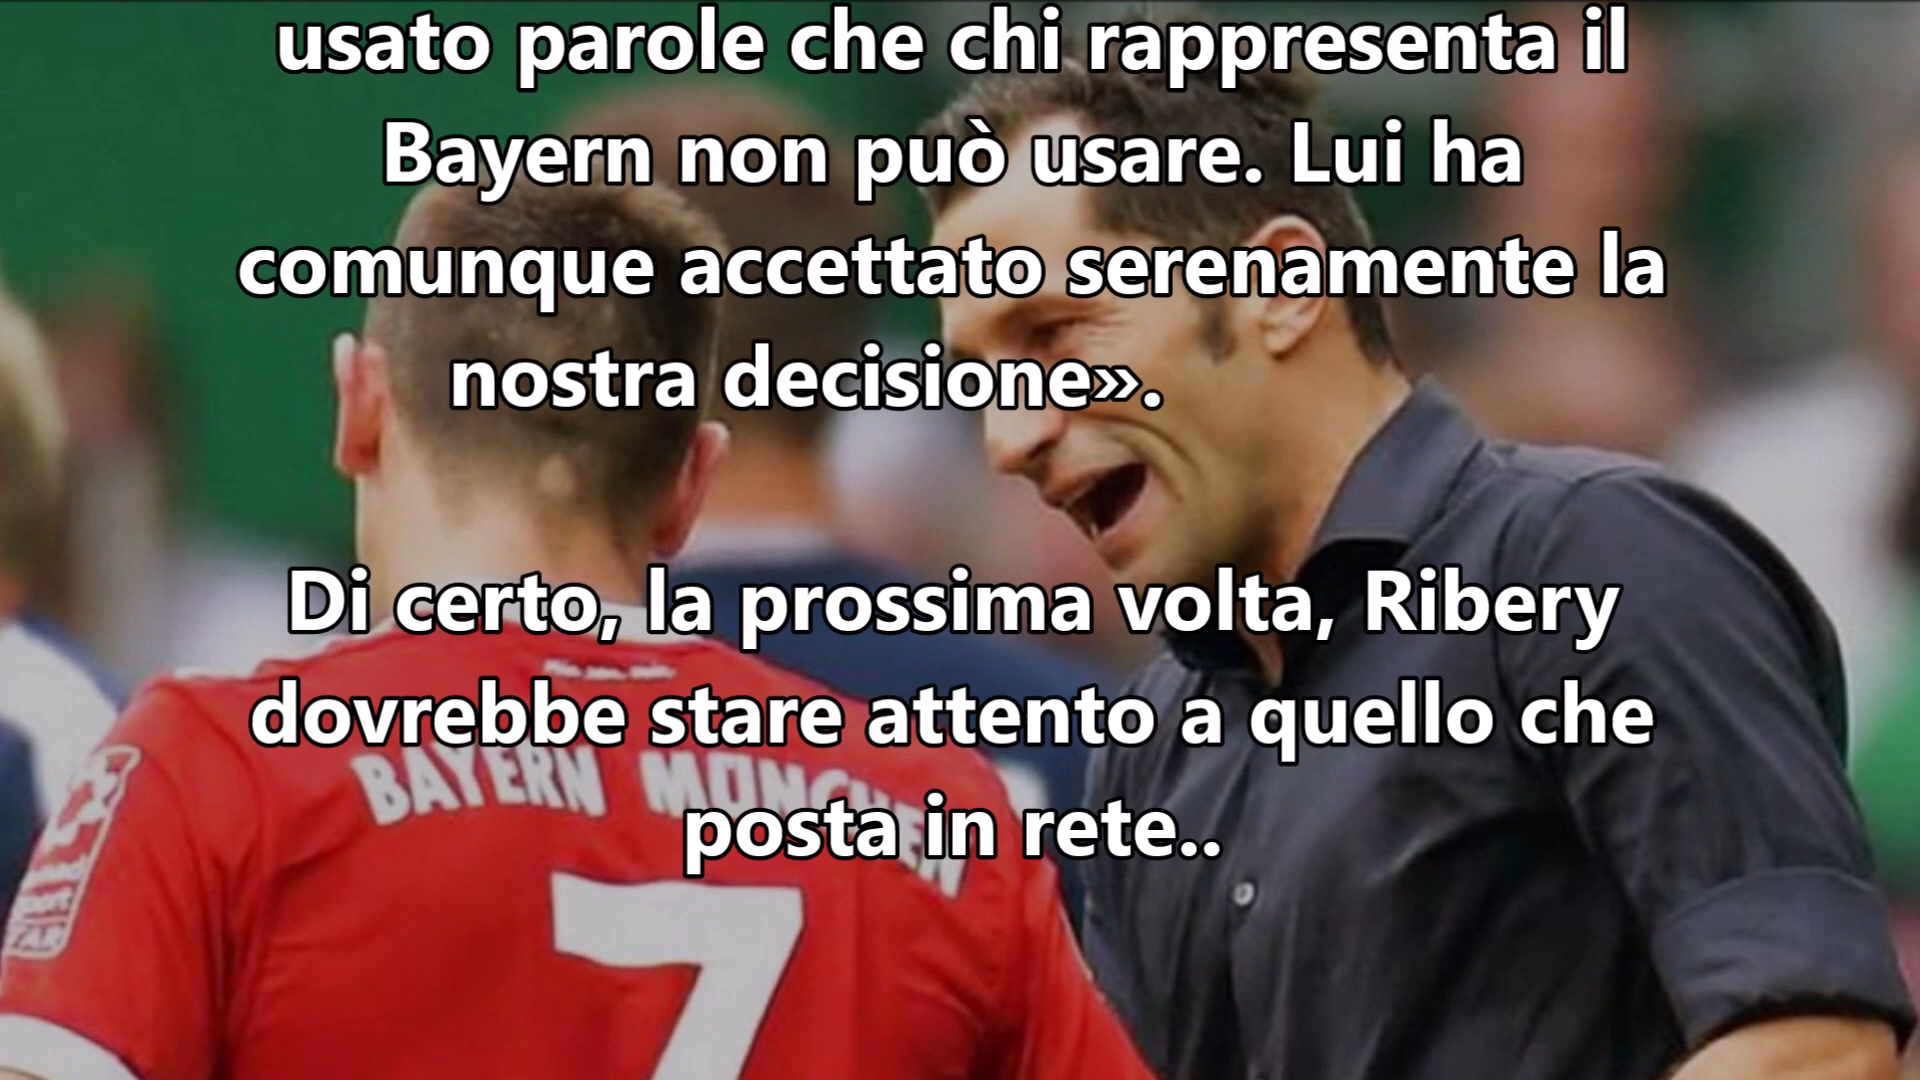 usato parole che chi rappresenta il
Bayern non può usare. Lui ha
comunque accettato serenamente la
nostra decisione».
Di certo, la prossima volta, Ribery
dovrebbe stare attento a quello che
posta in rete..
BAYERN MÜNCHEN
7